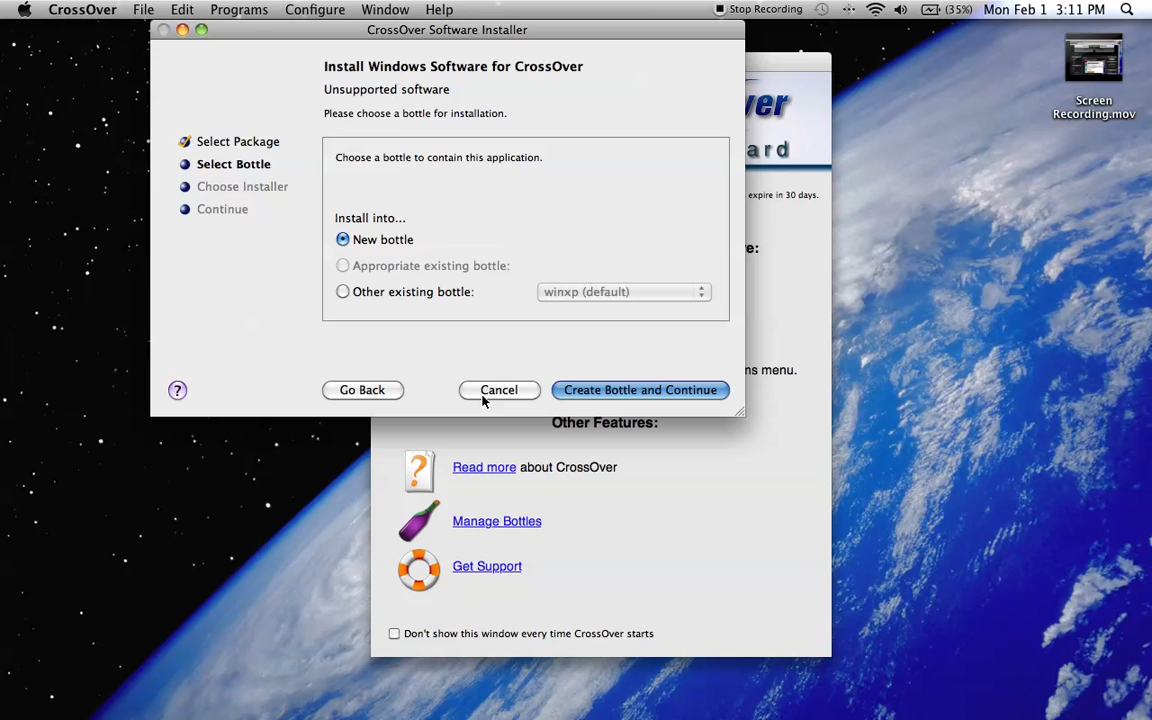 CrossOver File Edit Programs Configure Window Help Stop Recording (35%) Mon Feb 1 3:11 PM
CrossOver Software Installer
Install Windows Software for CrossOver
Unsupported software
Please choose a bottle for installation.
Select Package
Select Bottle
Choose Installer
Continue
Choose a bottle to contain this application.
Install into...
New bottle
Appropriate existing bottle:
Other existing bottle: winxp (default)
? Go Back Cancel Create Bottle and Continue
ver
ard
expire in 30 days.
e:
ns menu.
Other Features:
? Read more about CrossOver
Manage Bottles
Get Support
Don't show this window every time CrossOver starts
Screen
Recording.mov